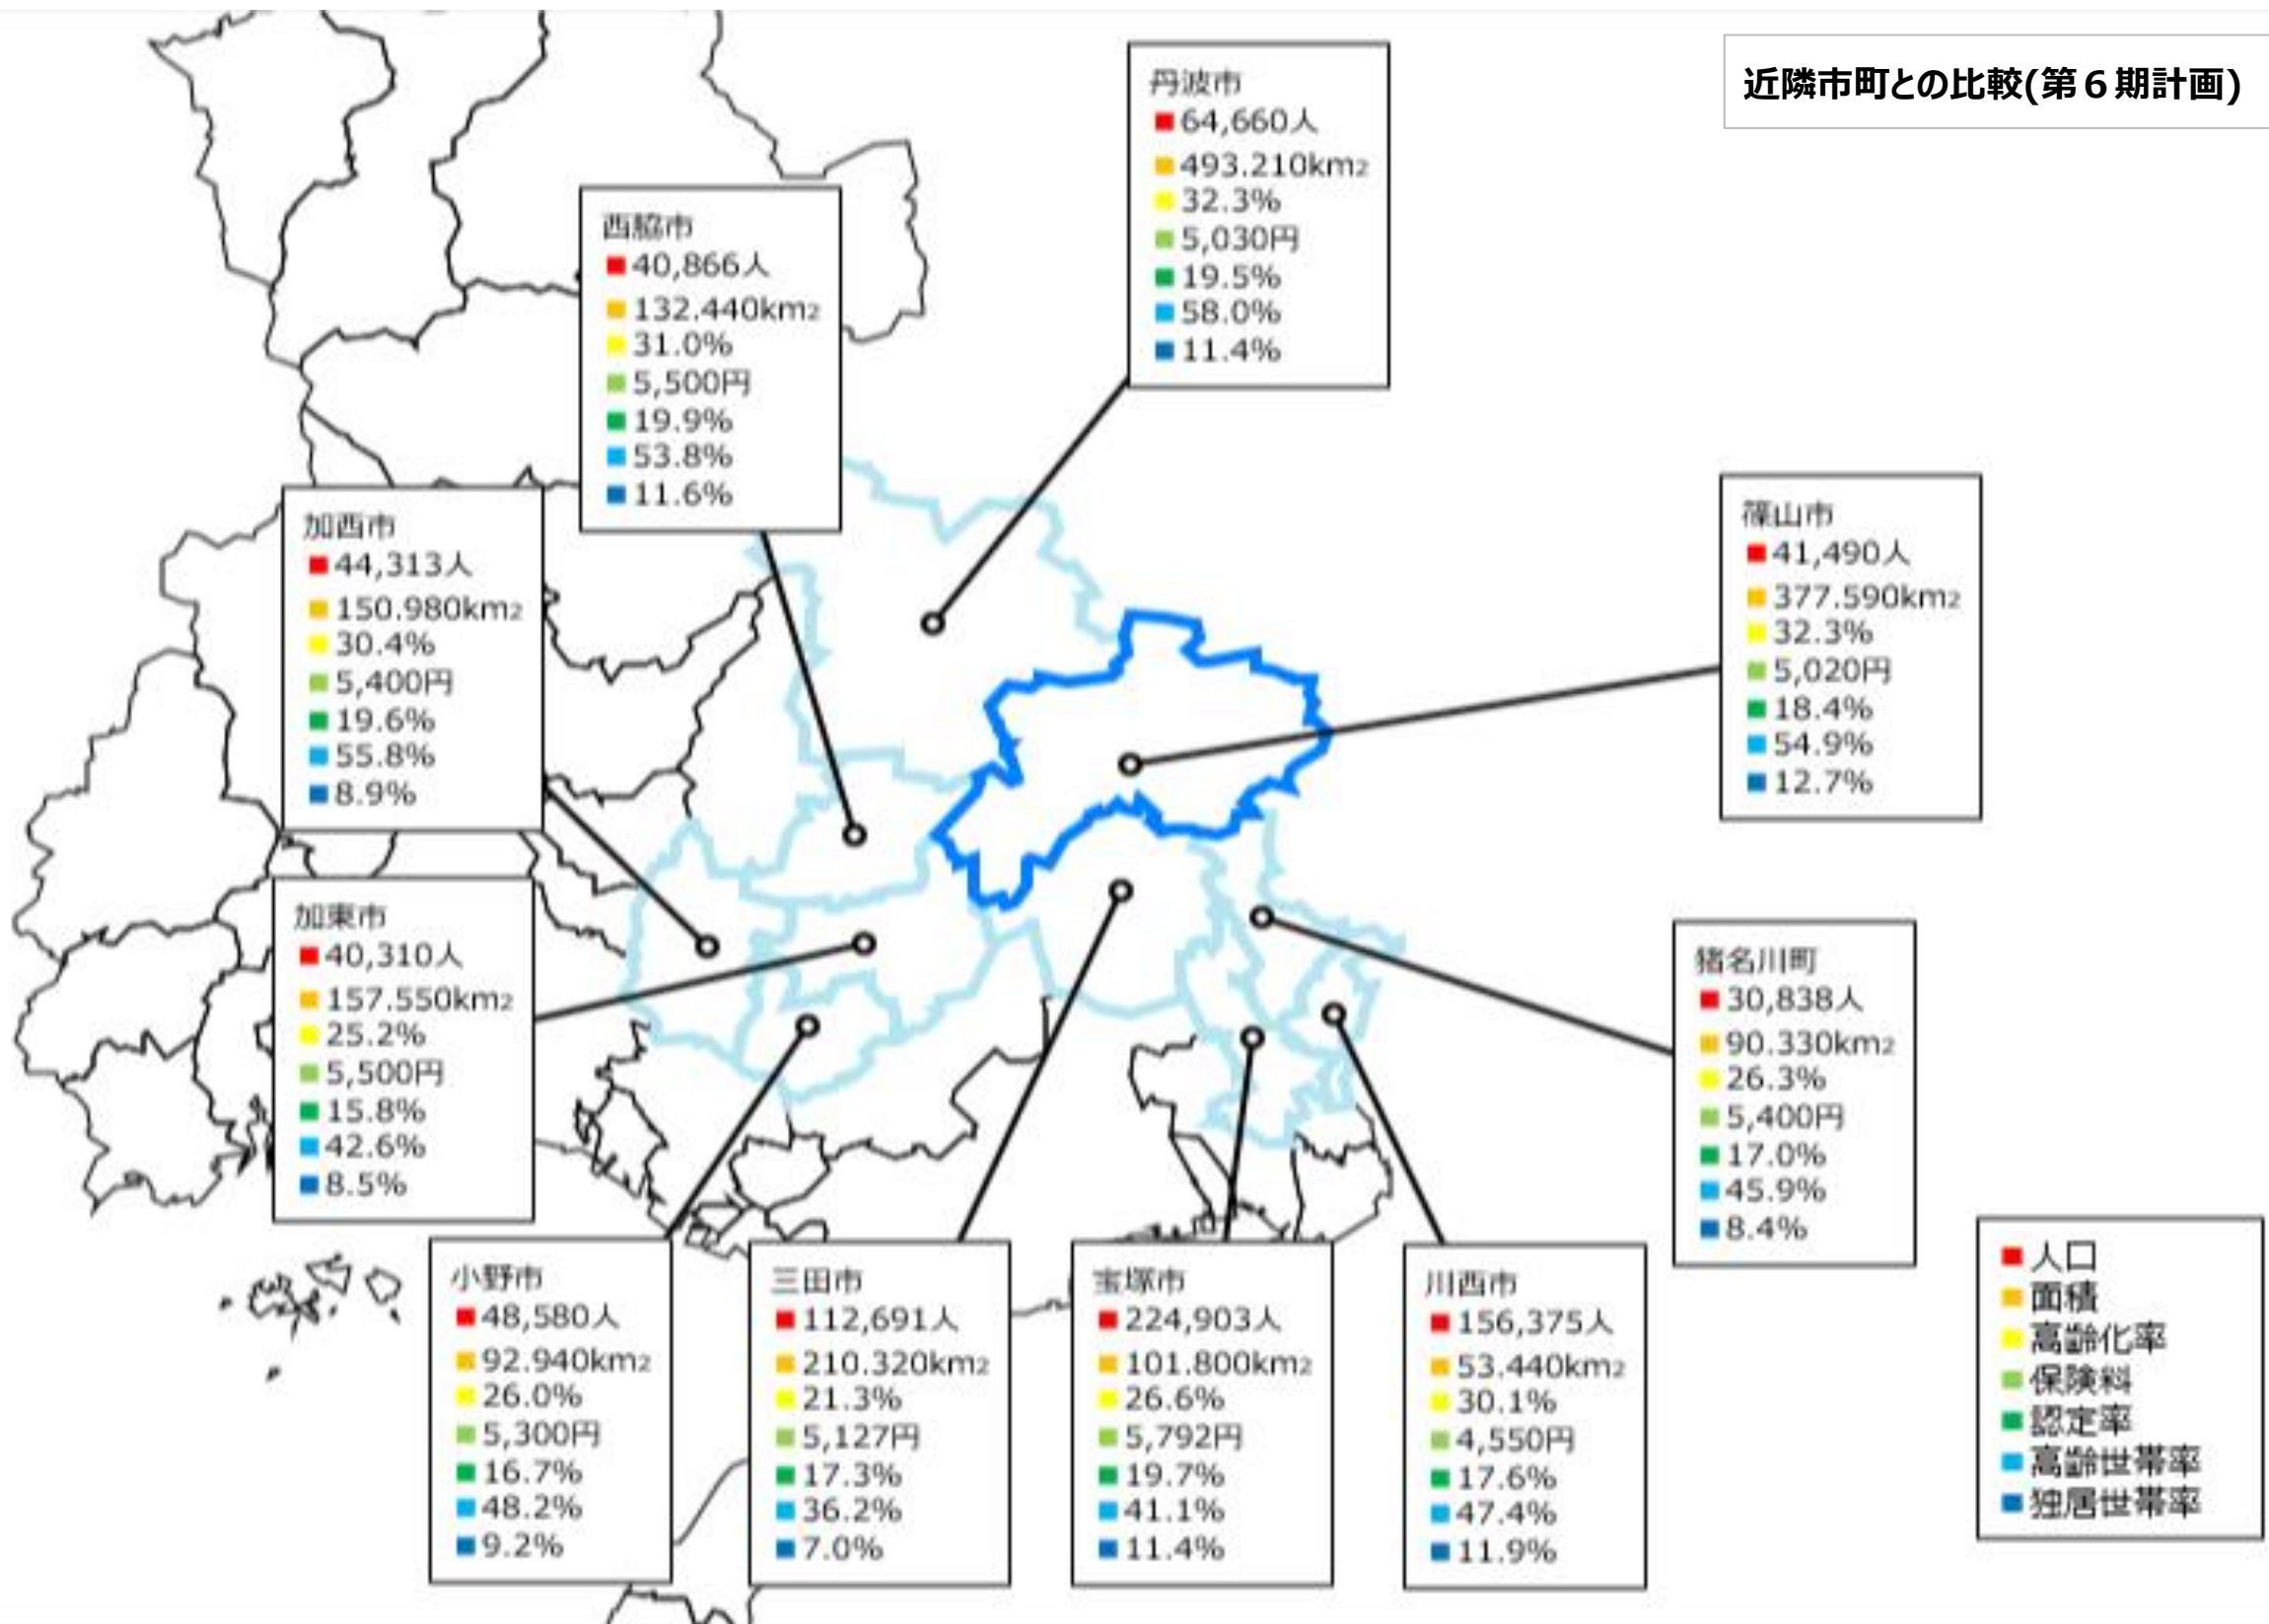 近隣市町との比較(第６期計画)
丹波市
64,660人
493.210km2
32.3%
5,030円
19.5%
58.0%
11.4%
西脇市
40,866人
132.440km2
31.0%
5,500円
19.9%
53.8%
11.6%
加西市
44,313人
150.980km2
30.4%
5,400円
19.6%
55.8%
8.9%
篠山市
41,490人
377.590km2
32.3%
5,020円
18.4%
54.9%
12.7%
加東市
40,310人
157.550km2
25.2%
5,500円
15.8%
42.6%
8.5%
猪名川町
30,838人
90.330km2
26.3%
5,400円
17.0%
45.9%
8.4%
小野市
48,580人
92.940km2
26.0%
5,300円
16.7%
48.2%
9.2%
三田市
112,691人
210.320km2
21.3%
5,127円
17.3%
36.2%
7.0%
宝塚市
224,903人
101.800km2
26.6%
5,792円
19.7%
41.1%
11.4%
川西市
156,375人
53.440km2
30.1%
4,550円
17.6%
47.4%
11.9%
人口
面積
高齢化率
保険料
認定率
高齢世帯率
独居世帯率